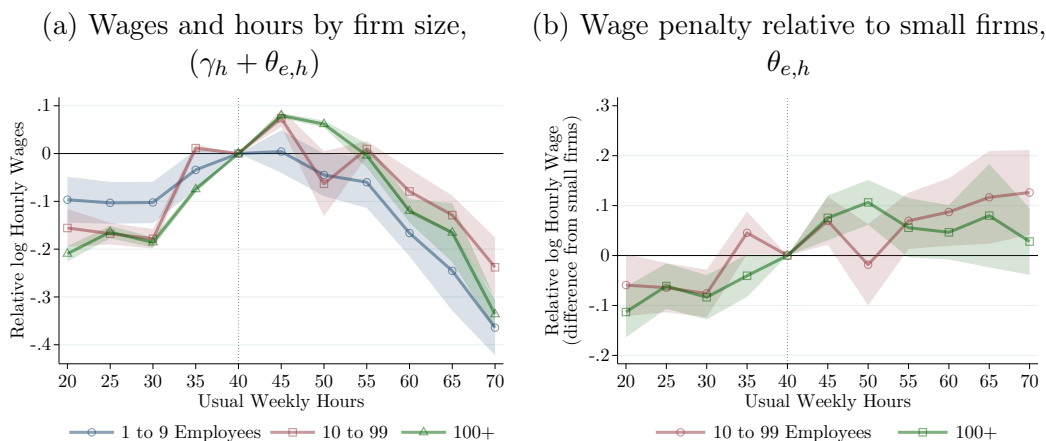 (a) Wages and hours by firm size,
(γ_h + θ_{e,h})
Relative log Hourly Wages
.1
0
-.1
-.2
-.3
-.4
20 25 30 35 40 45 50 55 60 65 70
Usual Weekly Hours
1 to 9 Employees 10 to 99 100+
(b) Wage penalty relative to small firms,
θ_{e,h}
Relative log Hourly Wage
(difference from small firms)
.3
.2
.1
0
-.1
-.2
20 25 30 35 40 45 50 55 60 65 70
Usual Weekly Hours
10 to 99 Employees 100+